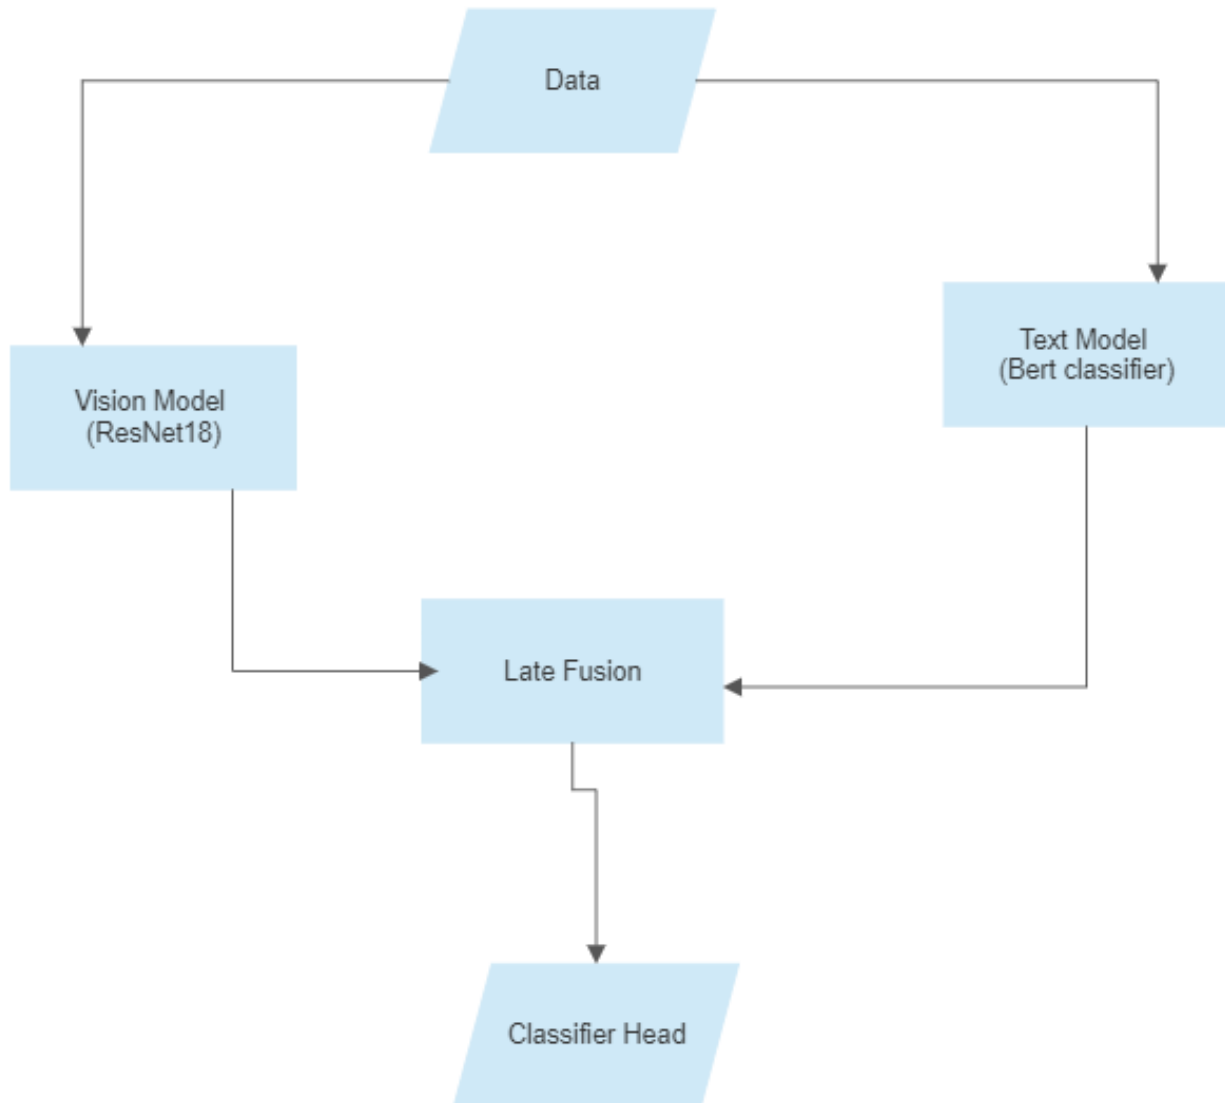 Data
Text Model
(Bert classifier)
Vision Model
(ResNet18)
Late Fusion
Classifier Head